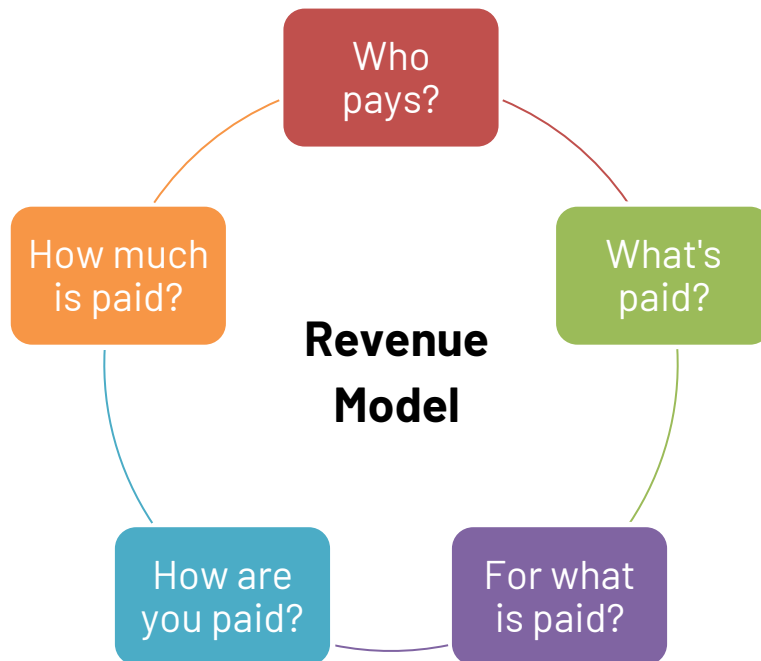 Who
pays?
What's
paid?
For what
is paid?
How are
you paid?
How much
is paid?
Revenue
Model